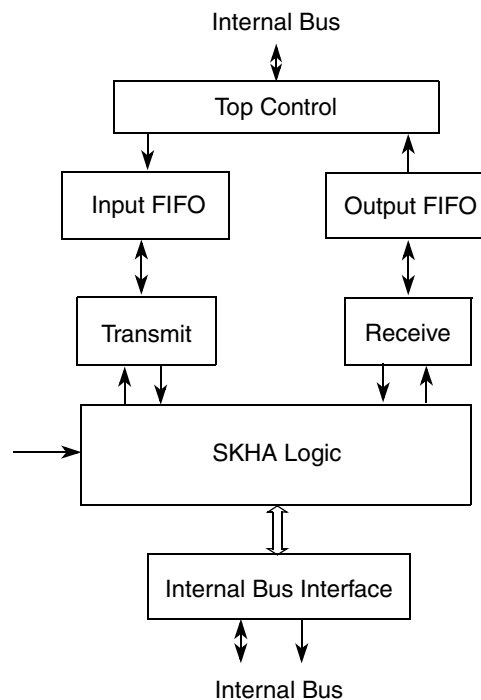 Internal Bus
Top Control
Input FIFO
Output FIFO
Transmit
Receive
SKHA Logic
Internal Bus Interface
Internal Bus